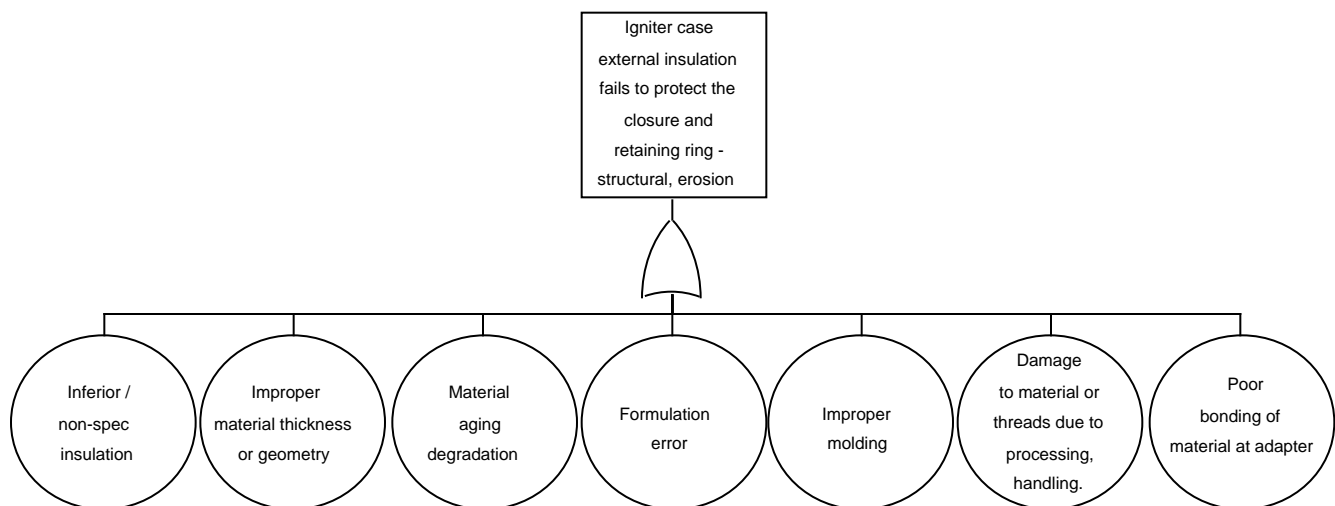 Igniter case
external insulation
fails to protect the
closure and
retaining ring -
structural, erosion
Inferior /
non-spec
insulation
Improper
material thickness
or geometry
Material
aging
degradation
Formulation
error
Improper
molding
Damage
to material or
threads due to
processing,
handling.
Poor
bonding of
material at adapter